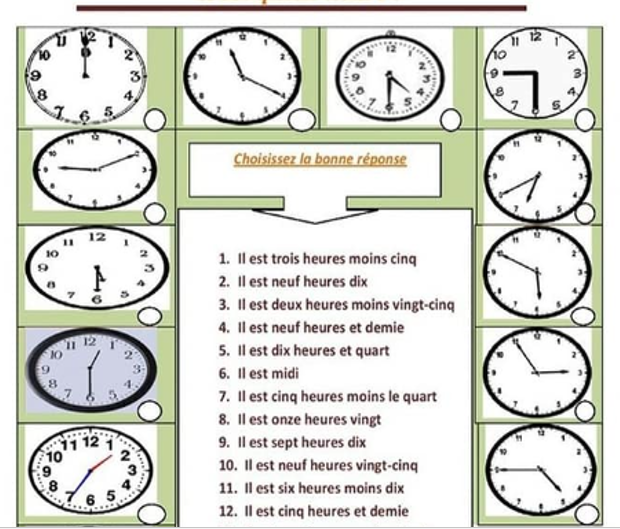 Choisissez la bonne réponse
1. Il est trois heures moins cinq
2. Il est neuf heures dix
3. Il est deux heures moins vingt-cinq
4. Il est neuf heures et demie
5. Il est dix heures et quart
6. Il est midi
7. Il est cinq heures moins le quart
8. Il est onze heures vingt
9. Il est sept heures dix
10. Il est neuf heures vingt-cinq
11. Il est six heures moins dix
12. Il est cinq heures et demie